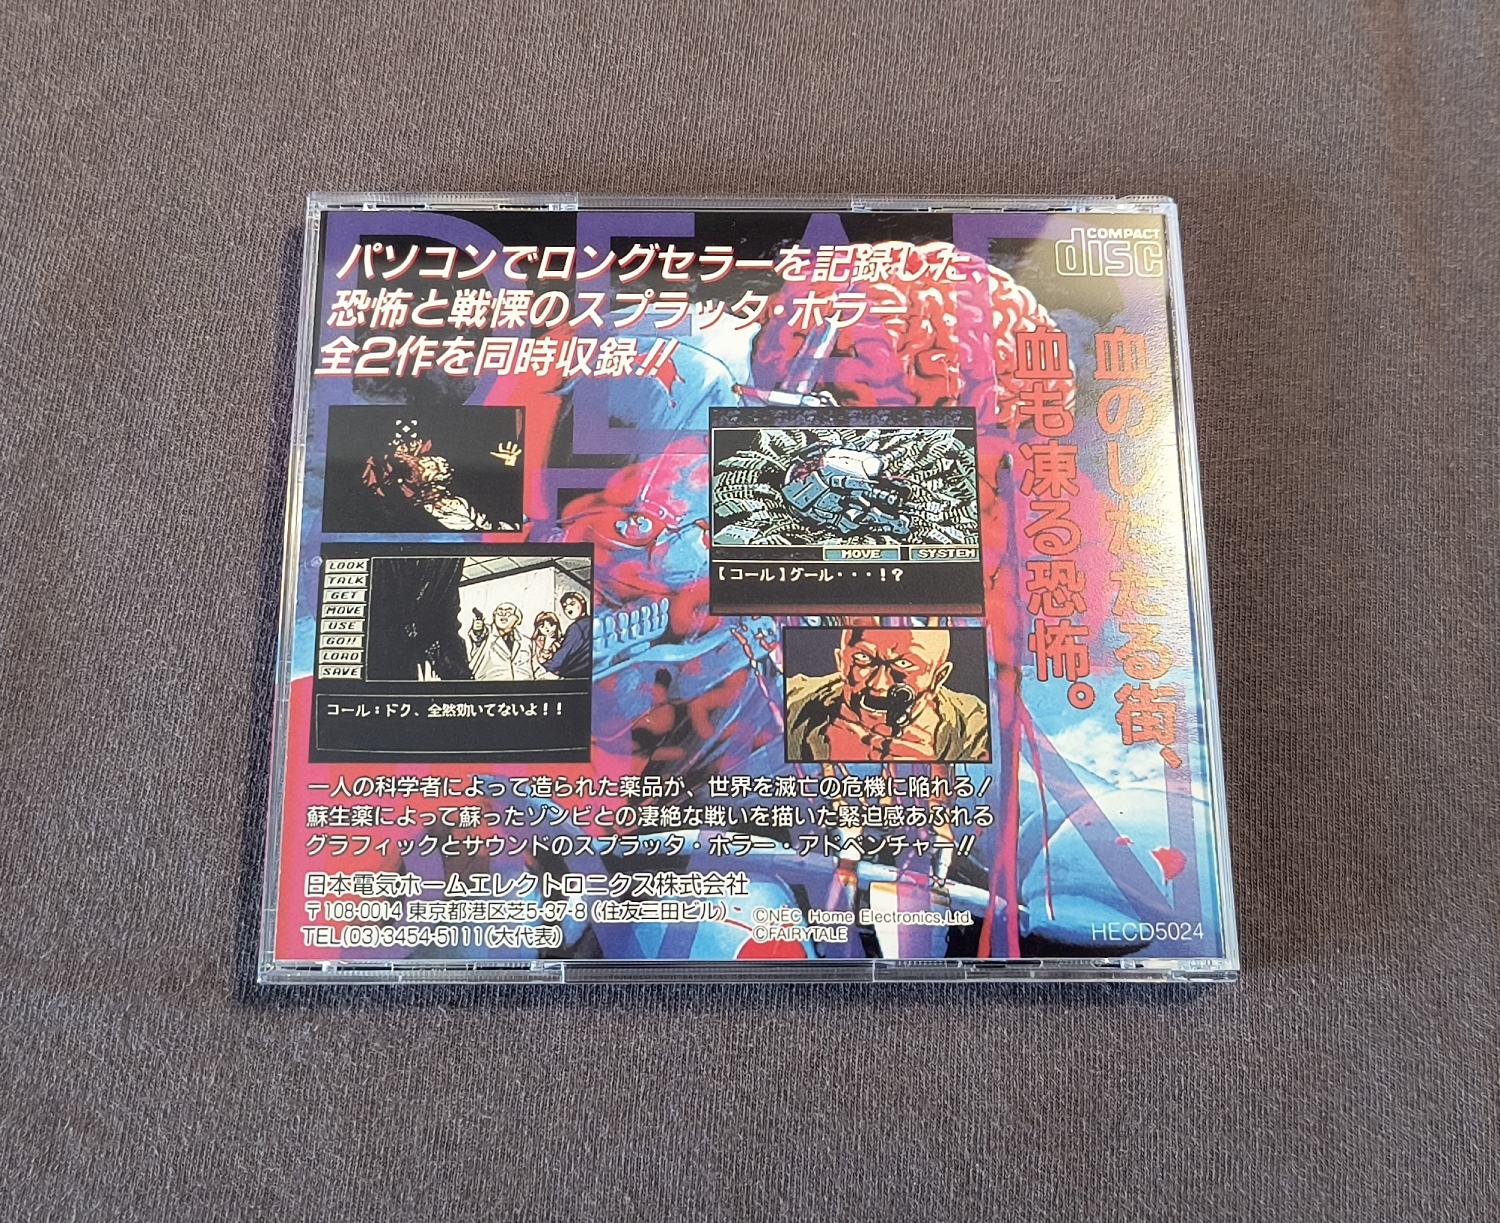 COMPACT
disc
パソコンでロングセラーを記録した、
恐怖と戦慄のスプラッタ・ホラー
全2作を同時収録!!
血のしたたる街、
血も凍る恐怖。
MOVE SYSTEM
【コール】グール・・・!?
LOOK
TALK
GET
MOVE
USE
GO!!
LOAD
SAVE
コール：ドク、全然効いてないよ!!
一人の科学者によって造られた薬品が、世界を滅亡の危機に陥れる!
蘇生薬によって蘇ったゾンビとの凄絶な戦いを描いた緊迫感あふれる
グラフィックとサウンドのスプラッタ・ホラー・アドベンチャー!!
日本電気ホームエレクトロニクス株式会社
〒108-0014 東京都港区芝5-37-8(住友三田ビル)
TEL(03)3454-5111(大代表)
©NEC Home Electronics,Ltd.
©FAIRYTALE
HECD5024